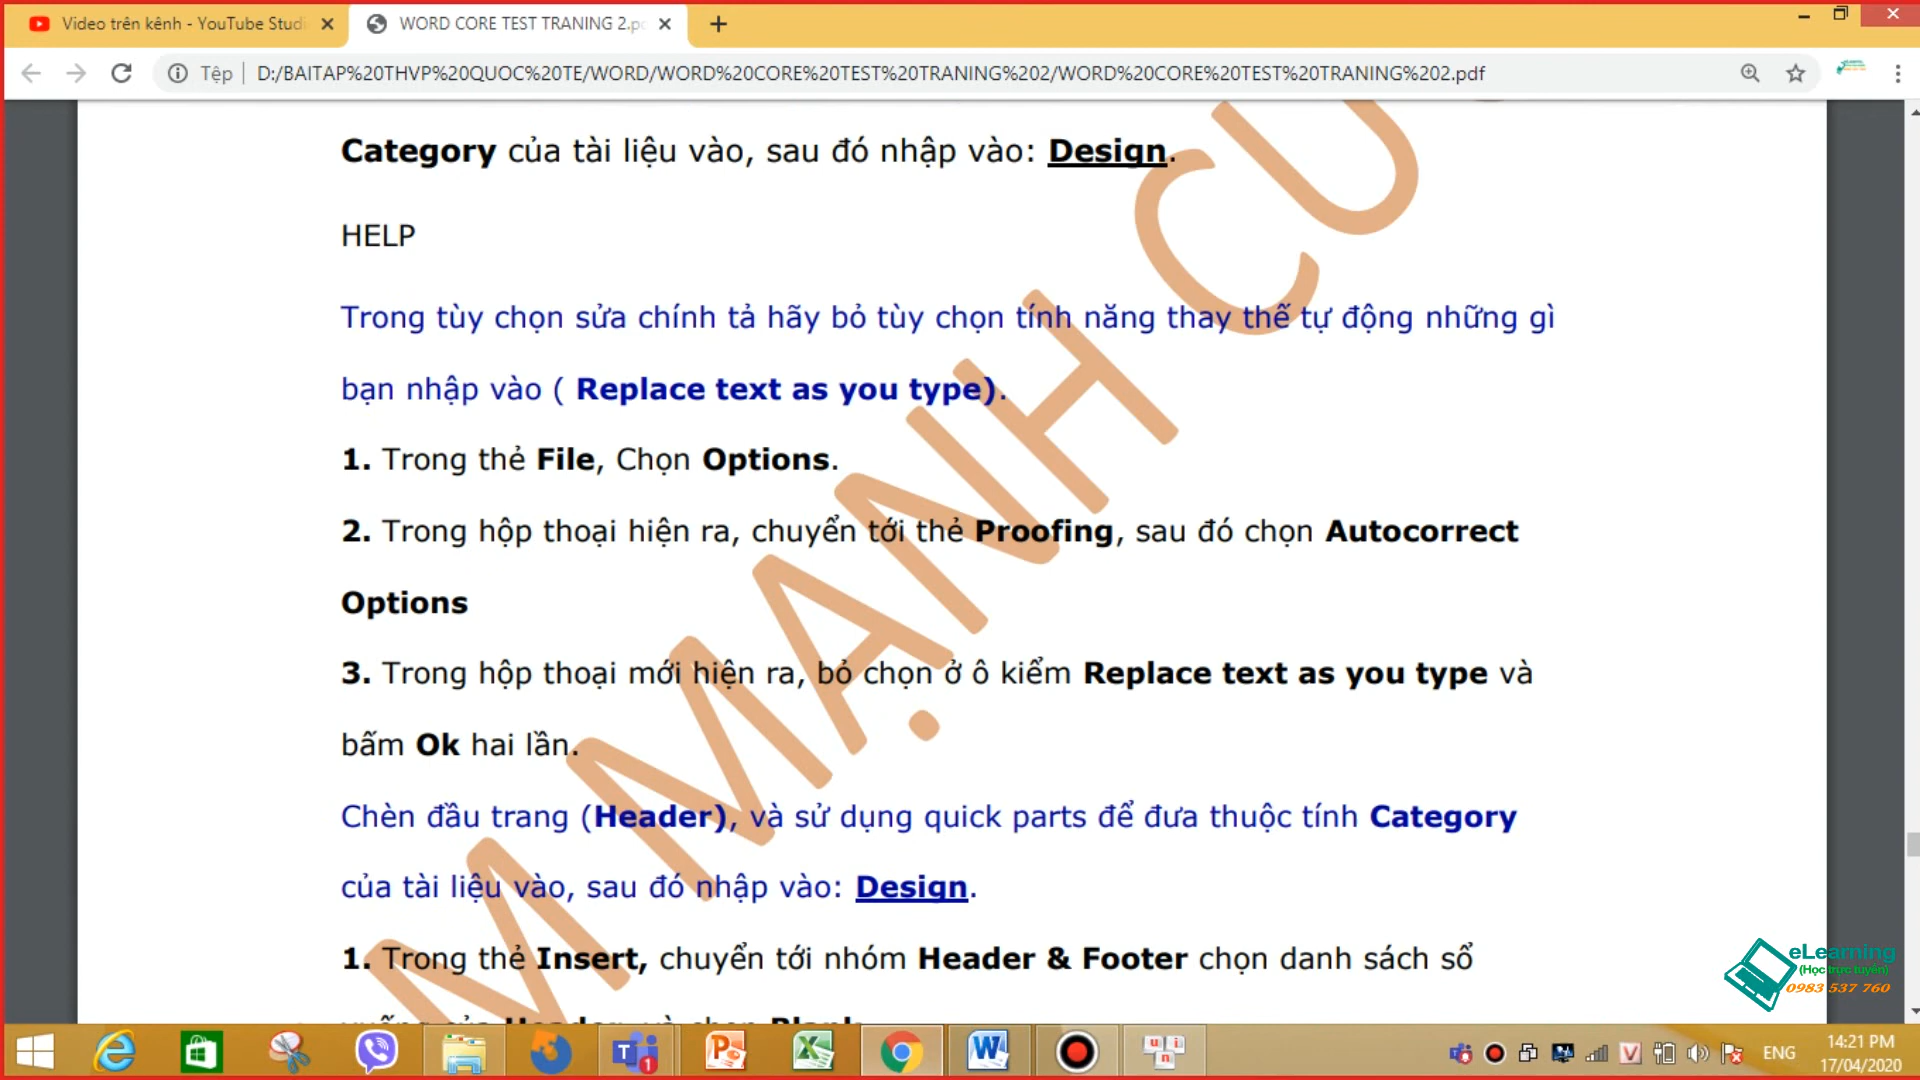 Video trên kênh - YouTube Studi
WORD CORE TEST TRANING 2.pd
Tệp
D:/BAITAP%20THVP%20QUOC%20TE/WORD/WORD%20CORE%20TEST%20TRANING%202/WORD%20CORE%20TEST%20TRANING%202.pdf
Category của tài liệu vào, sau đó nhập vào: Design.
HELP
Trong tùy chọn sửa chính tả hãy bỏ tùy chọn tính năng thay thế tự động những gì
bạn nhập vào ( Replace text as you type).
1. Trong thẻ File, Chọn Options.
2. Trong hộp thoại hiện ra, chuyển tới thẻ Proofing, sau đó chọn Autocorrect
Options
3. Trong hộp thoại mới hiện ra, bỏ chọn ở ô kiểm Replace text as you type và
bấm Ok hai lần.
Chèn đầu trang (Header), và sử dụng quick parts để đưa thuộc tính Category
của tài liệu vào, sau đó nhập vào: Design.
1. Trong thẻ Insert, chuyển tới nhóm Header & Footer chọn danh sách sổ
xuống của Header, và chọn Blank
M MẠNH CU
eLearning
(Học trực tuyến)
0983 537 760
ENG
14:21 PM
17/04/2020